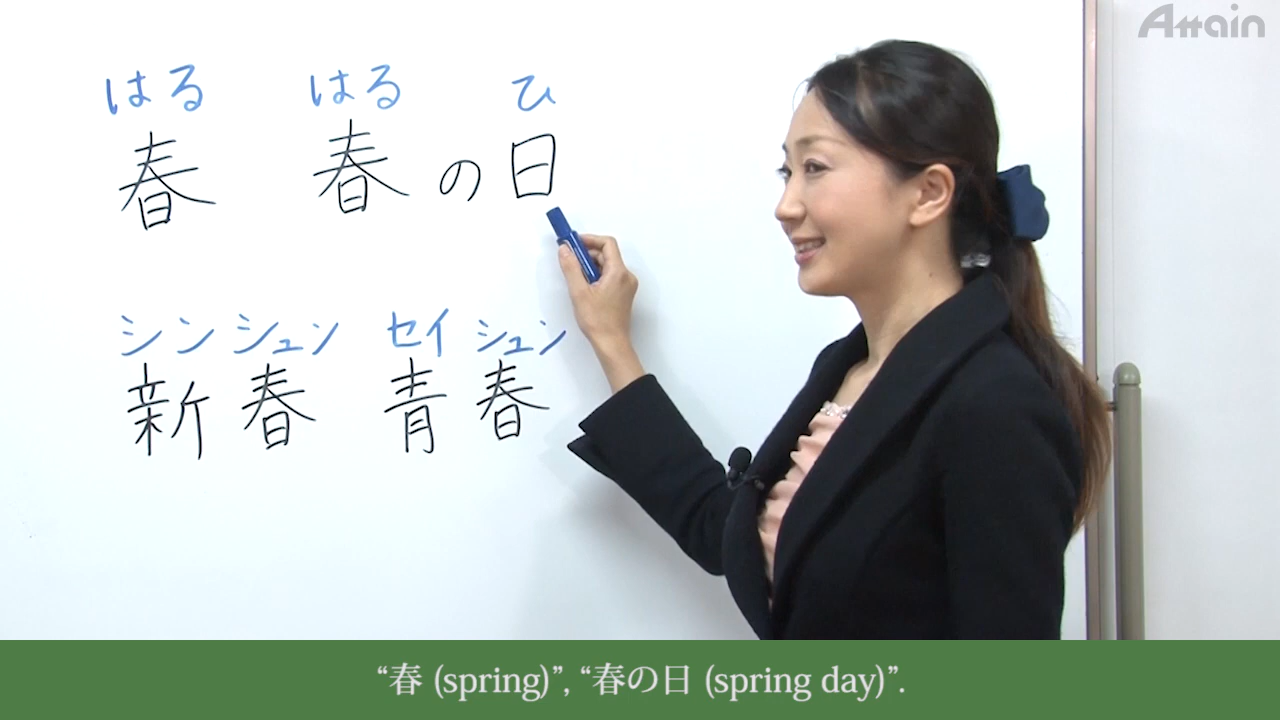 Attain
はる はる ひ
春 春の日
シンシュン セイシュン
新春 青春
“春 (spring)”, “春の日 (spring day)”.